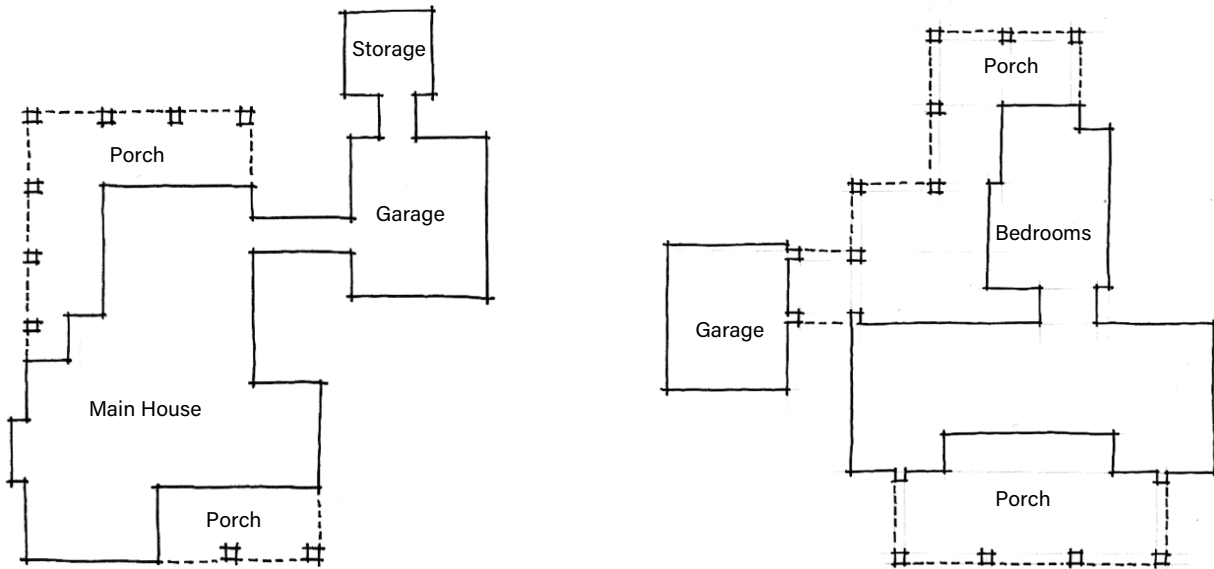 Storage
Porch
Garage
Main House
Porch
Porch
Bedrooms
Garage
Porch